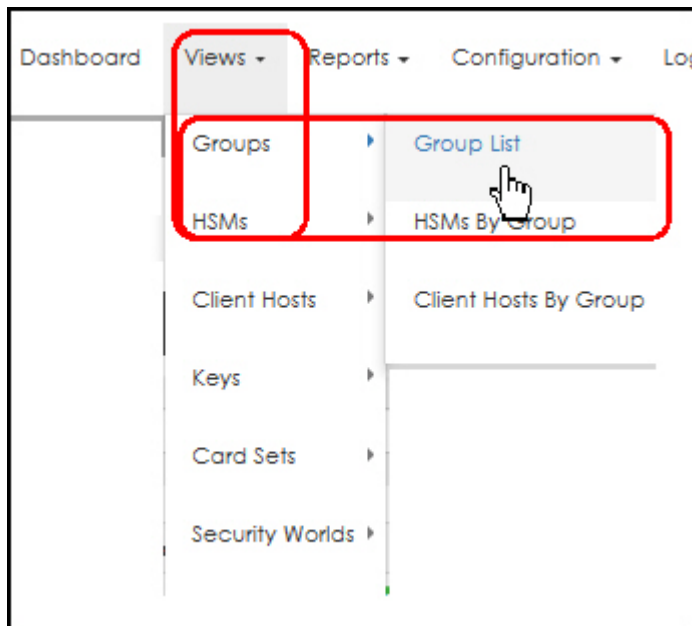 Dashboard Views Reports Configuration Log
Groups Group List
HSMs HSMs By Group
Client Hosts Client Hosts By Group
Keys
Card Sets
Security Worlds